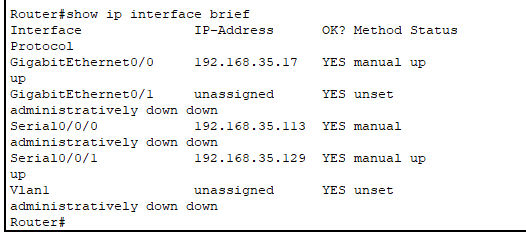 Router#show ip interface brief
Interface IP-Address OK? Method Status
Protocol
GigabitEthernet0/0 192.168.35.17 YES manual up
up
GigabitEthernet0/1 unassigned YES unset
administratively down down
Serial0/0/0 192.168.35.113 YES manual
administratively down down
Serial0/0/1 192.168.35.129 YES manual up
up
Vlan1 unassigned YES unset
administratively down down
Router#